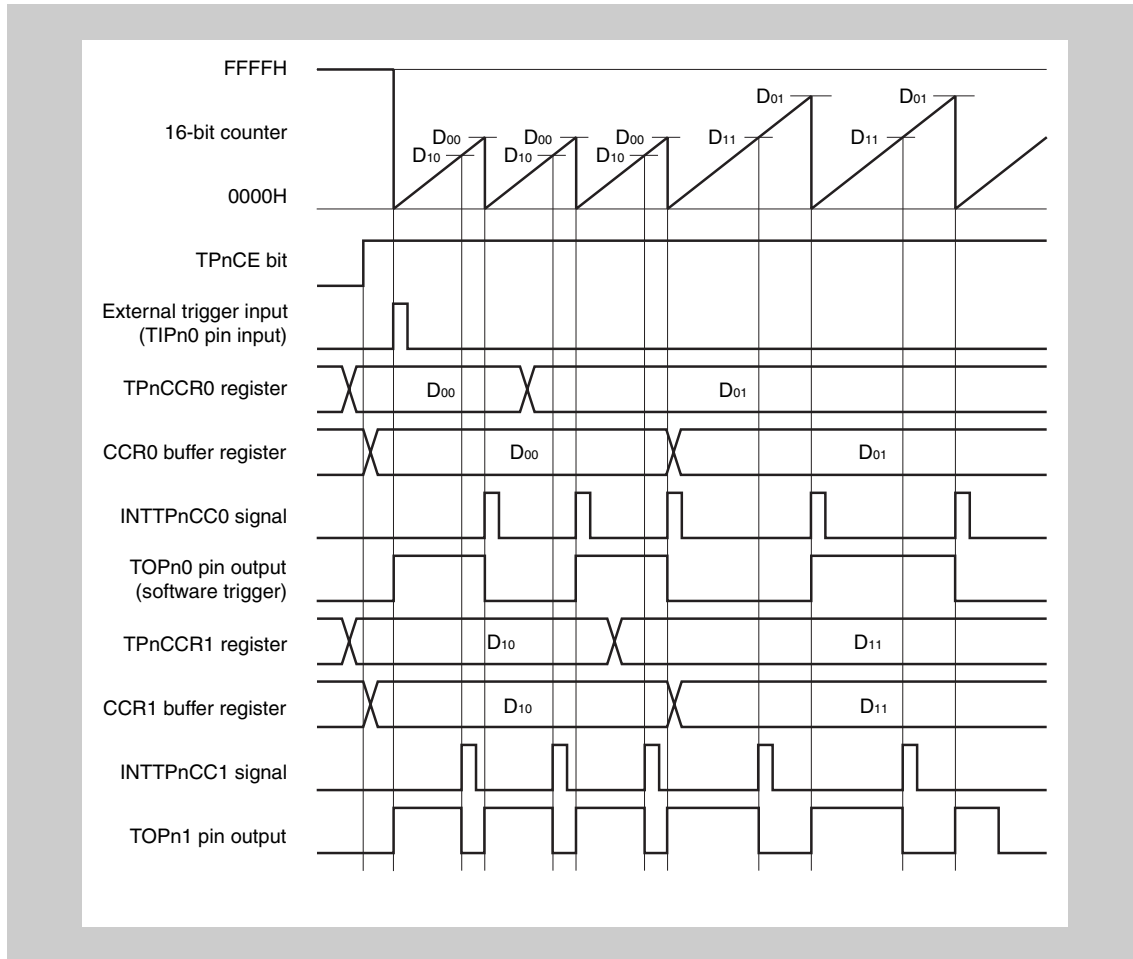 FFFFH
16-bit counter
0000H
D00 D10 D00 D10 D00 D10 D01 D11 D01 D11
TPnCE bit
External trigger input
(TIPn0 pin input)
TPnCCR0 register D00 D01
CCR0 buffer register D00 D01
INTTPnCC0 signal
TOPn0 pin output
(software trigger)
TPnCCR1 register D10 D11
CCR1 buffer register D10 D11
INTTPnCC1 signal
TOPn1 pin output